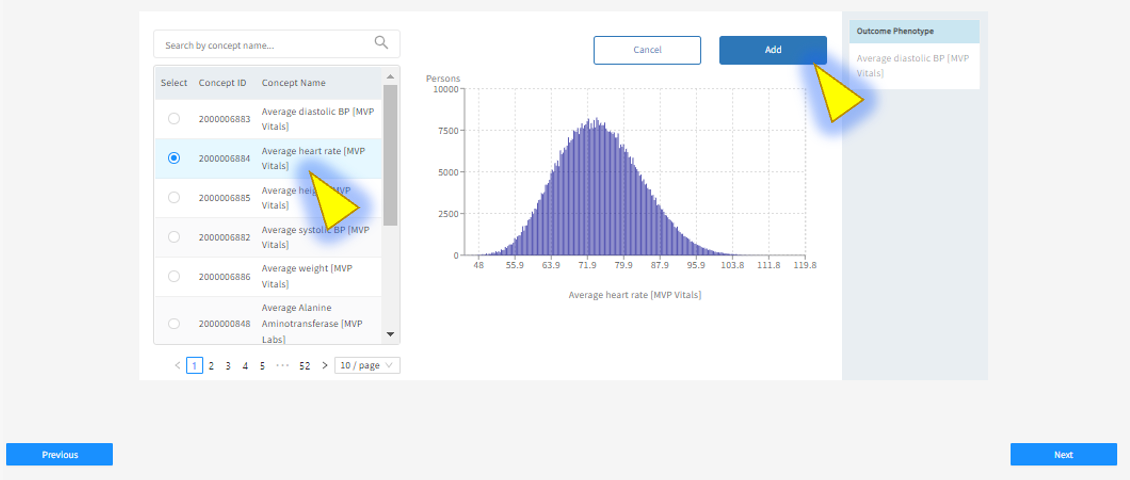 Search by concept name...
Cancel
Add
Outcome Phenotype
Average diastolic BP [MVP
Vitals]
Select Concept ID Concept Name
2000006883 Average diastolic BP [MVP
Vitals]
2000006884 Average heart rate [MVP
Vitals]
2000006885 Average height [MVP
Vitals]
2000006882 Average systolic BP [MVP
Vitals]
2000006886 Average weight [MVP
Vitals]
2000000848 Average Alanine
Aminotransferase [MVP
Labs]
< 1 2 3 4 5 ··· 52 > 10 / page
Persons
10000
7500
5000
2500
0
48 55.9 63.9 71.9 79.9 87.9 95.9 103.8 111.8 119.8
Average heart rate [MVP Vitals]
Previous
Next